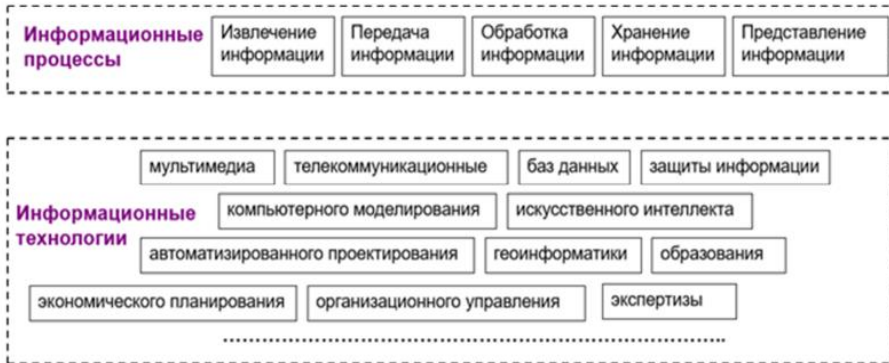 Информационные процессы
Извлечение информации
Передача информации
Обработка информации
Хранение информации
Представление информации
мультимедиа
телекоммуникационные
баз данных
защиты информации
Информационные технологии
компьютерного моделирования
искусственного интеллекта
автоматизированного проектирования
геоинформатики
образования
экономического планирования
организационного управления
экспертизы